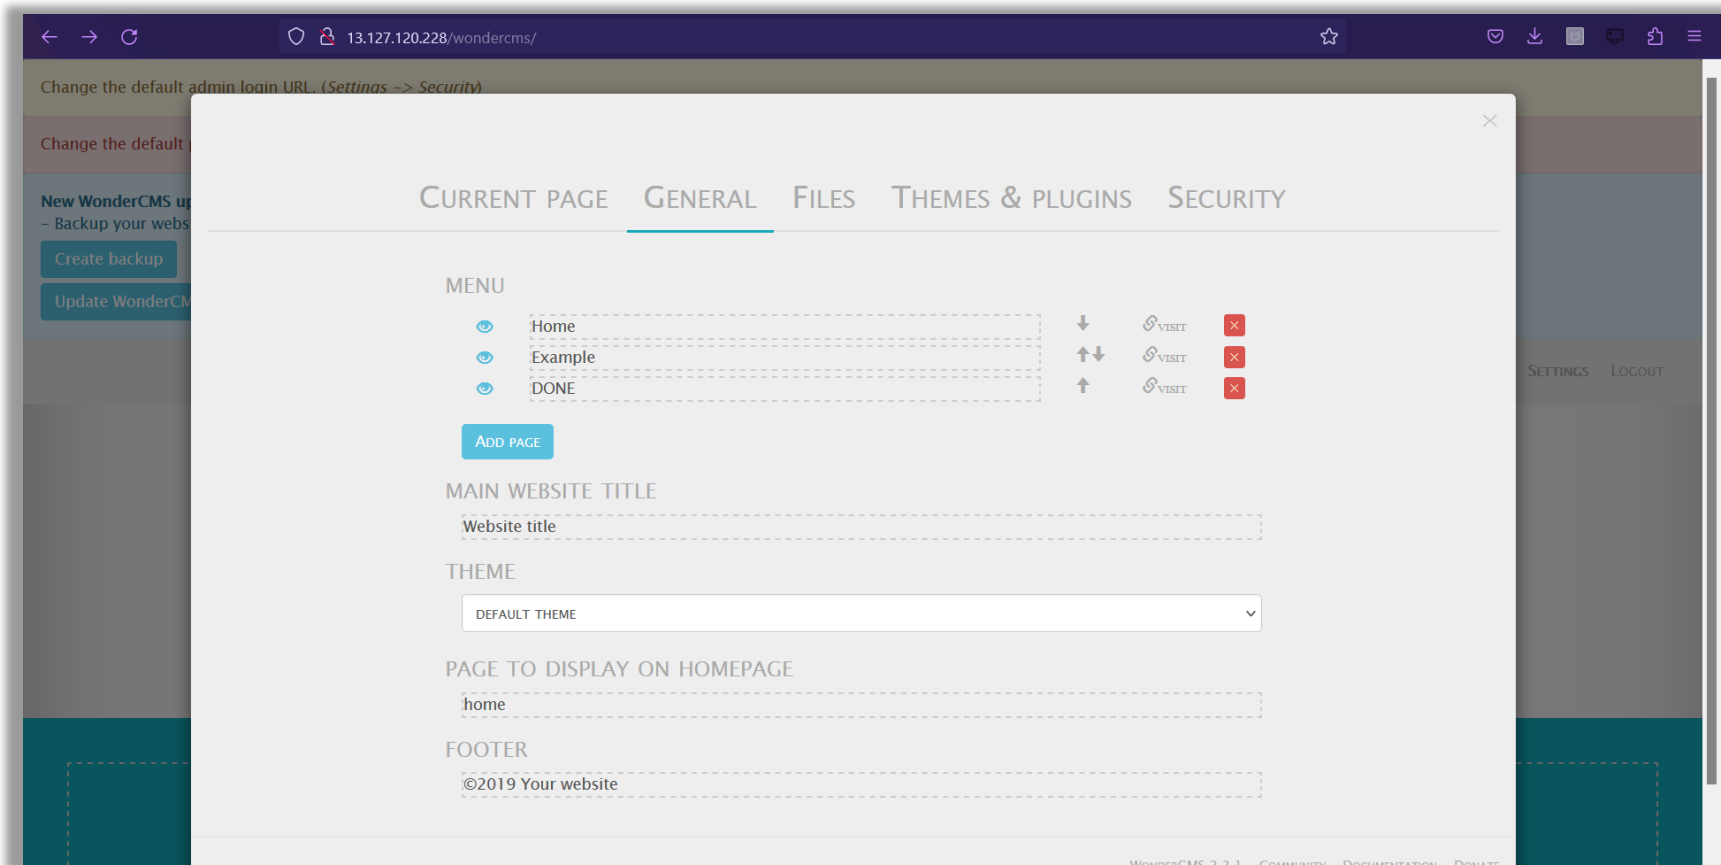 13.127.120.228/wondercms/
Change the default admin login URL. (Settings -> Security)
Change the default
New WonderCMS
– Backup your
Create backup
Update
CURRENT PAGE GENERAL FILES THEMES & PLUGINS SECURITY
MENU
Home VISIT
Example VISIT
DONE VISIT
ADD PAGE
SETTINGS LOGOUT
MAIN WEBSITE TITLE
Website title
THEME
DEFAULT THEME
PAGE TO DISPLAY ON HOMEPAGE
home
FOOTER
©2019 Your website
COMMUNITY DOCUMENTATION DONATE